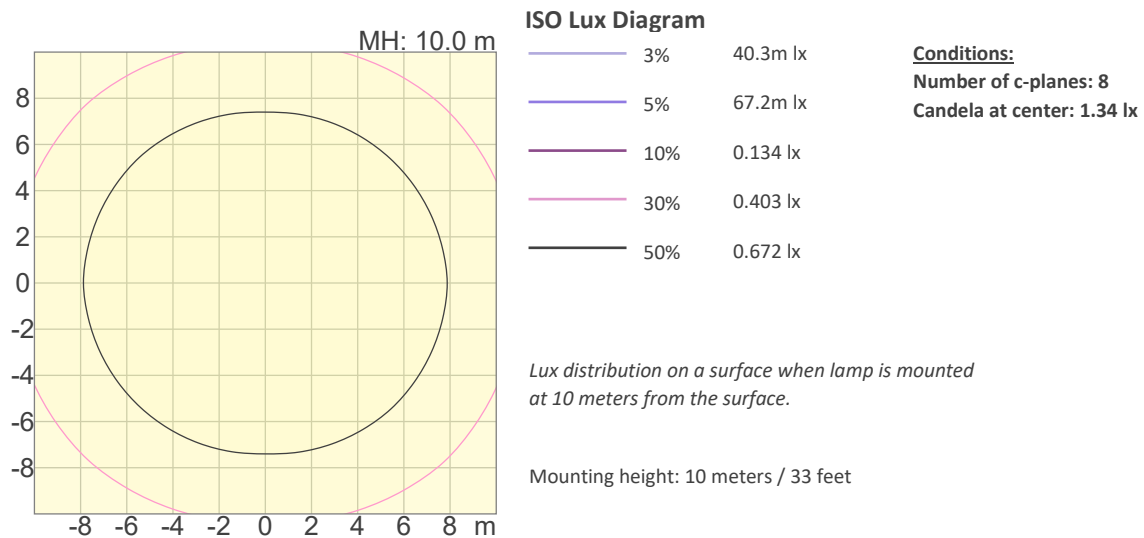 ISO Lux Diagram
MH: 10.0 m
8
6
4
2
0
-2
-4
-6
-8
-8 -6 -4 -2 0 2 4 6 8 m
3% 40.3m lx
5% 67.2m lx
10% 0.134 lx
30% 0.403 lx
50% 0.672 lx
Conditions:
Number of c-planes: 8
Candela at center: 1.34 lx
Lux distribution on a surface when lamp is mounted
at 10 meters from the surface.
Mounting height: 10 meters / 33 feet